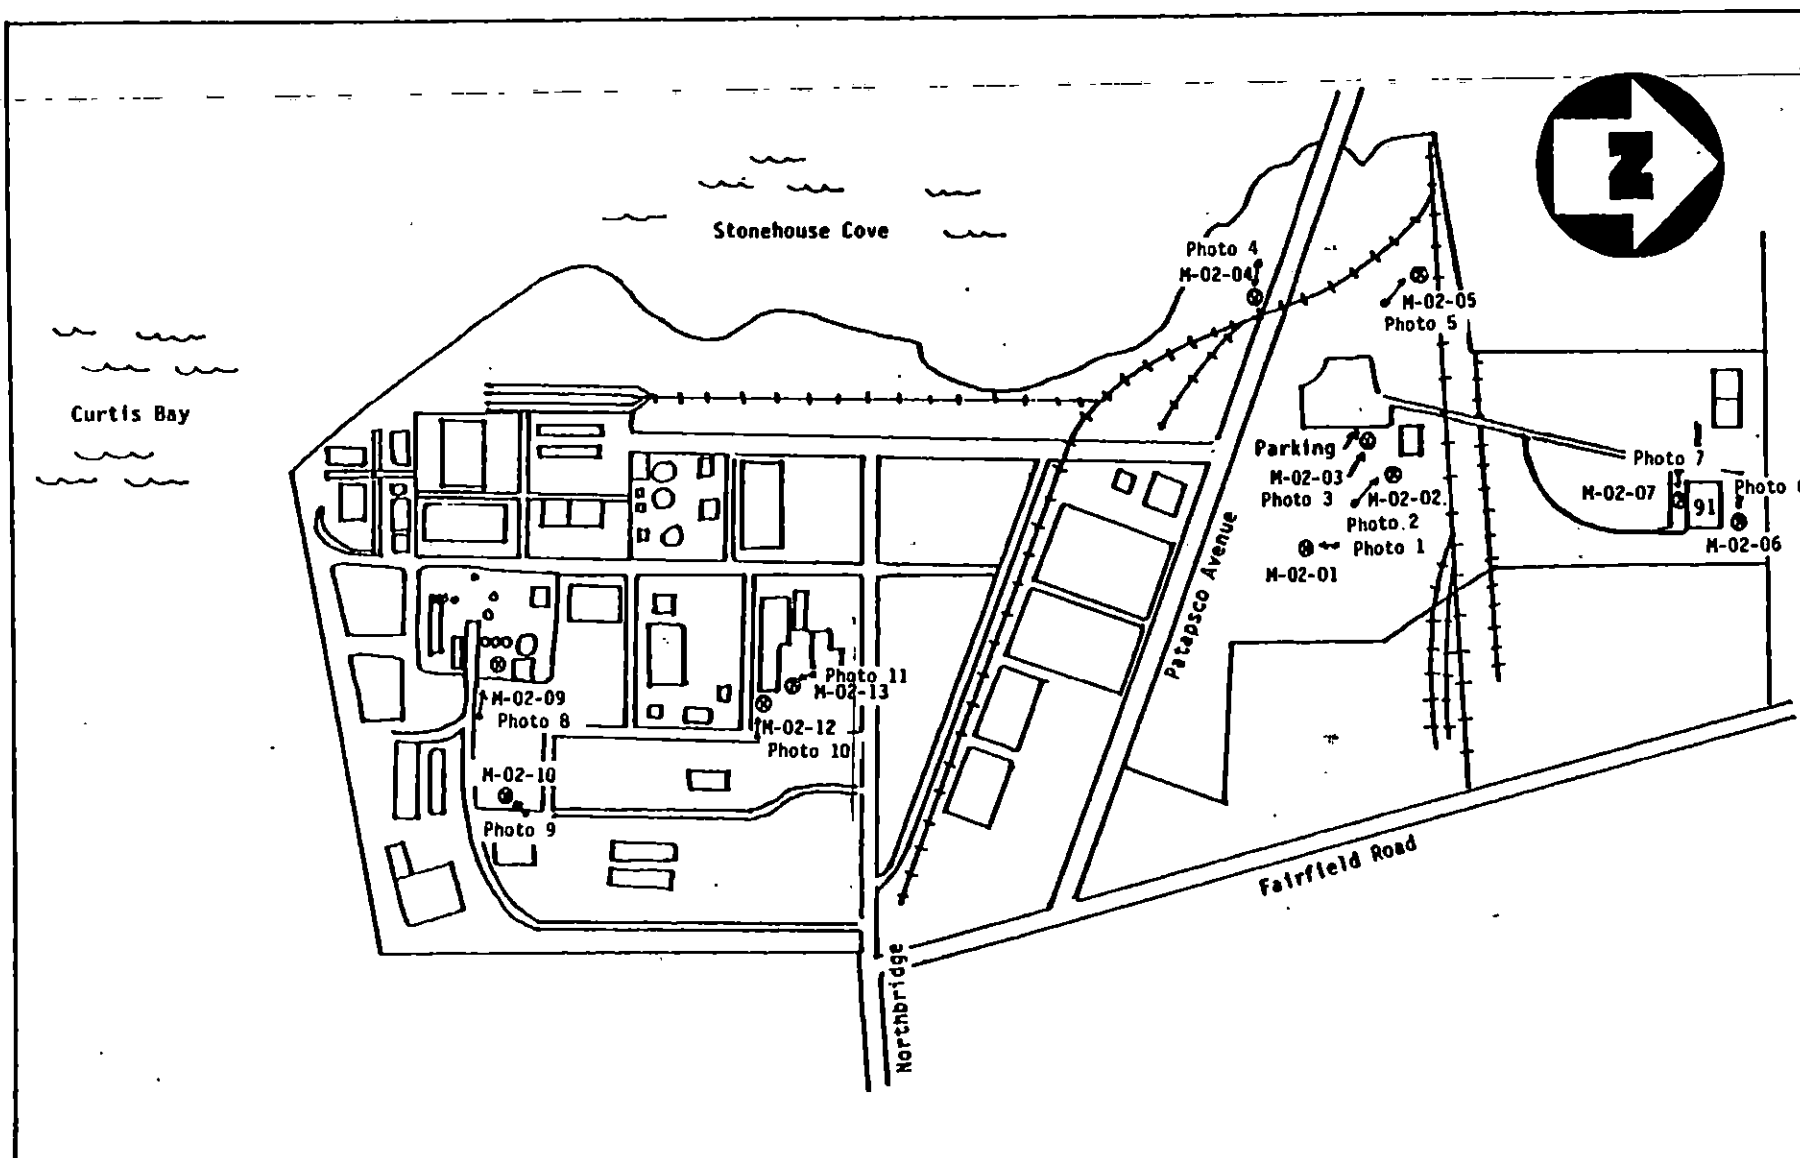 N
Stonehouse Cove
Curtis Bay
Photo 4
M-02-04
M-02-05
Photo 5
Parking
M-02-03
Photo 3
M-02-02
Photo 2
Photo 1
M-02-01
Photo 7
M-02-07
91
Photo
M-02-06
Patapsco Avenue
Photo 11
M-02-13
M-02-09
Photo 8
M-02-12
Photo 10
M-02-10
Photo 9
Fairfield Road
Northbridge